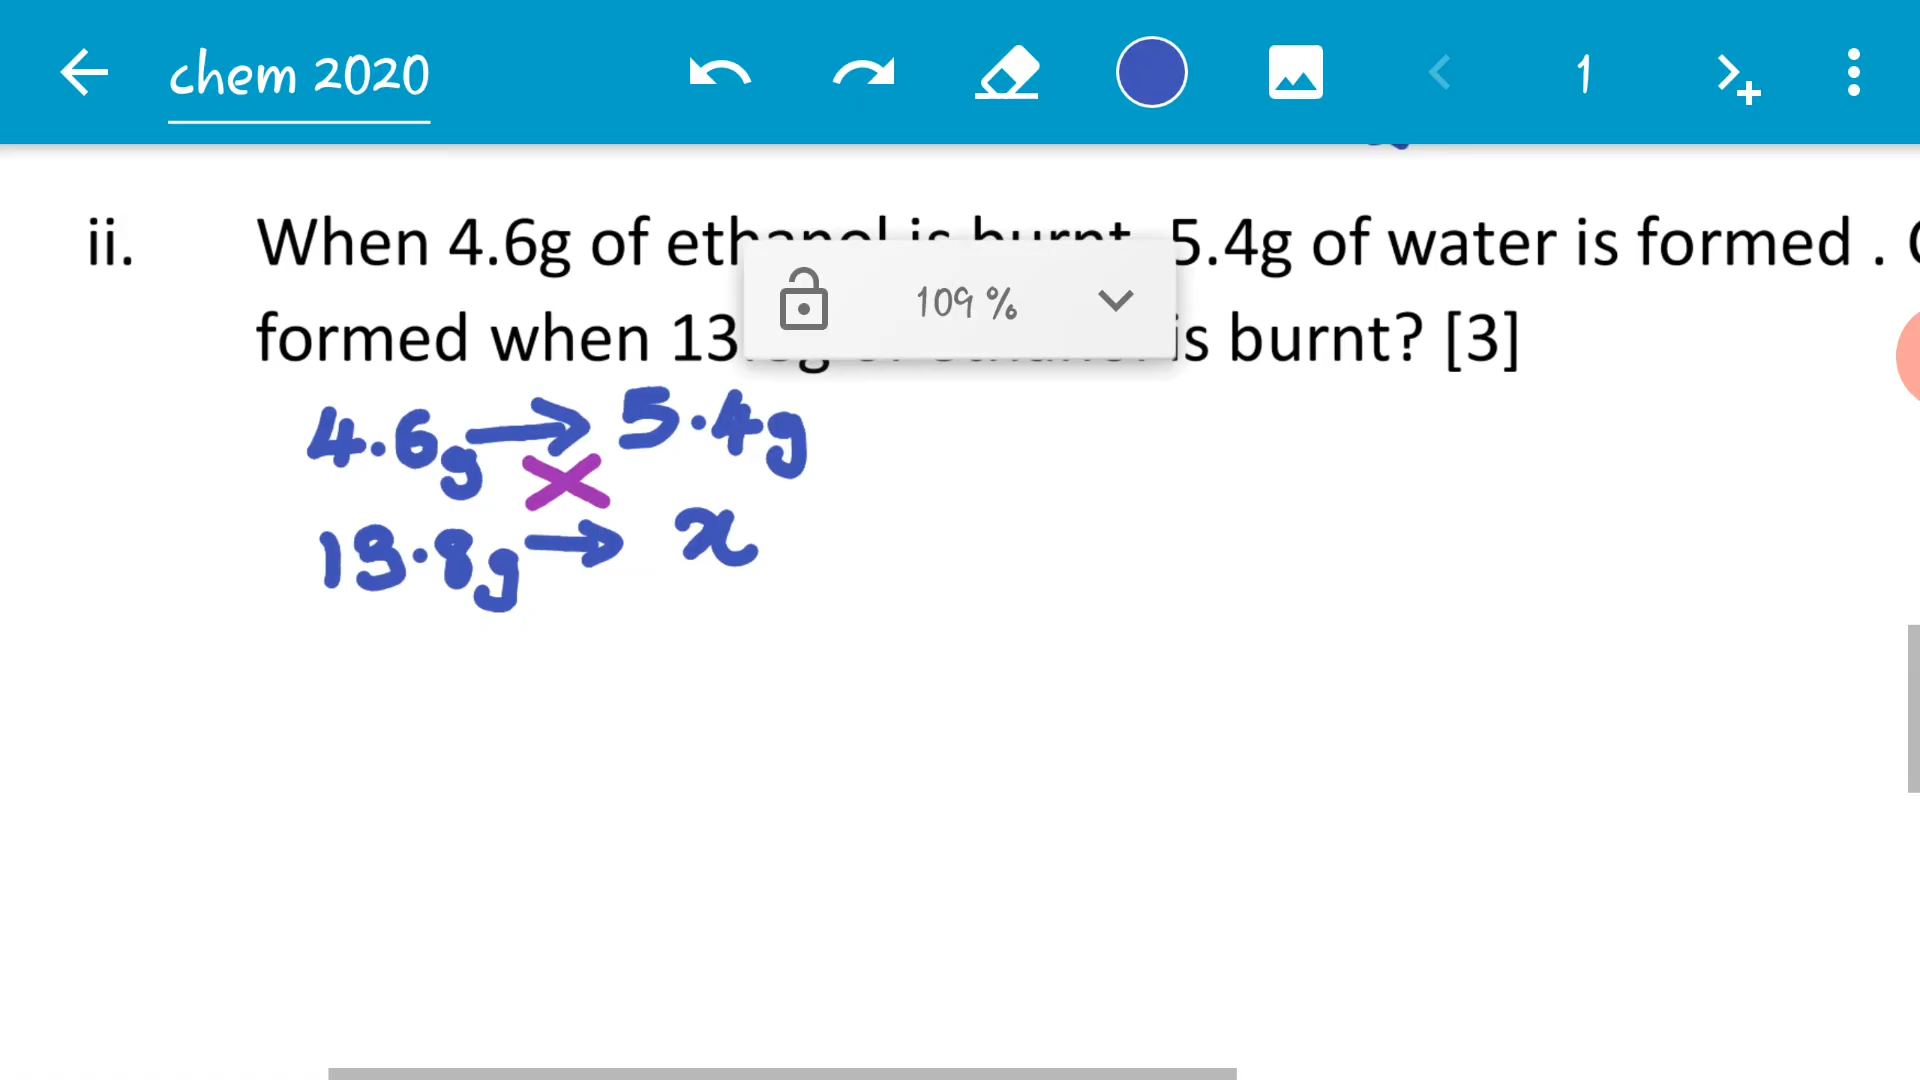 chem 2020
1
ii. When 4.6g of 5.4g of water is formed .
109 %
formed when 13. is burnt? [3]
4.6g → 5.4g
×
13.8g → x